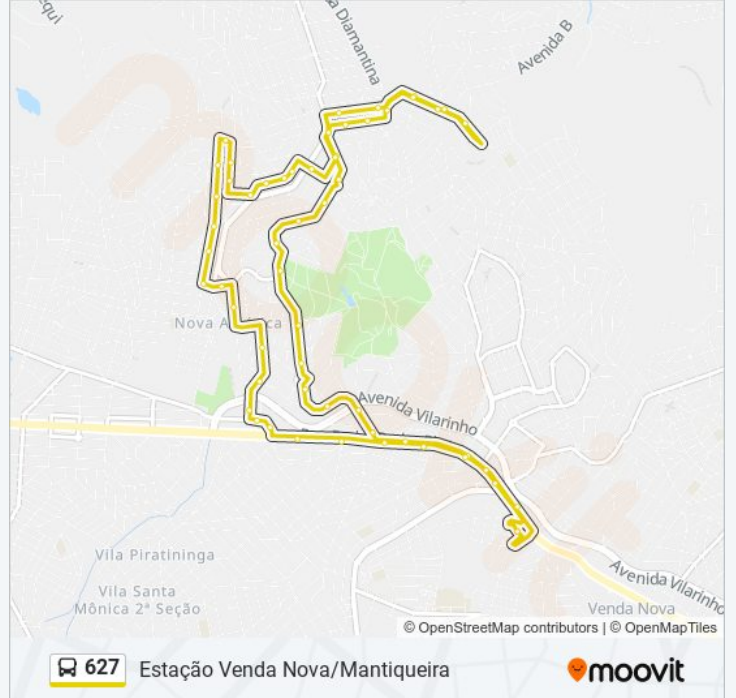 Diamantina
Avenida B
Nova A
Avenida Vilarinho
Vila Piratininga
Vila Santa
Mônica 2ª Seção
Avenida Vilarinho
Venda Nova
© OpenStreetMap contributors | © OpenMapTiles
627 Estação Venda Nova/Mantiqueira
moovit